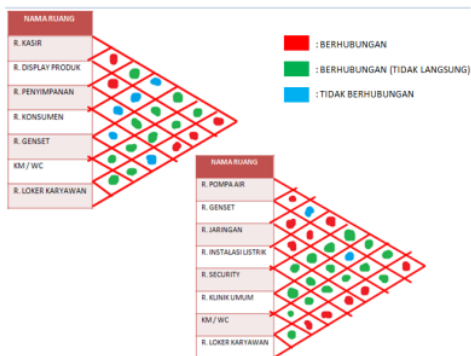 NAMA RUANG
R. KASIR
R. DISPLAY PRODUK
R. PENYIMPANAN
R. KONSUMEN
R. GENSET
KM / WC
R. LOKER KARYAWAN
: BERHUBUNGAN
: BERHUBUNGAN (TIDAK LANGSUNG)
: TIDAK BERHUBUNGAN
NAMA RUANG
R. POMPA AIR
R. GENSET
R. JARINGAN
R. INSTALASI LISTRIK
R. SECURITY
R. KLINIK UMUM
KM / WC
R. LOKER KARYAWAN